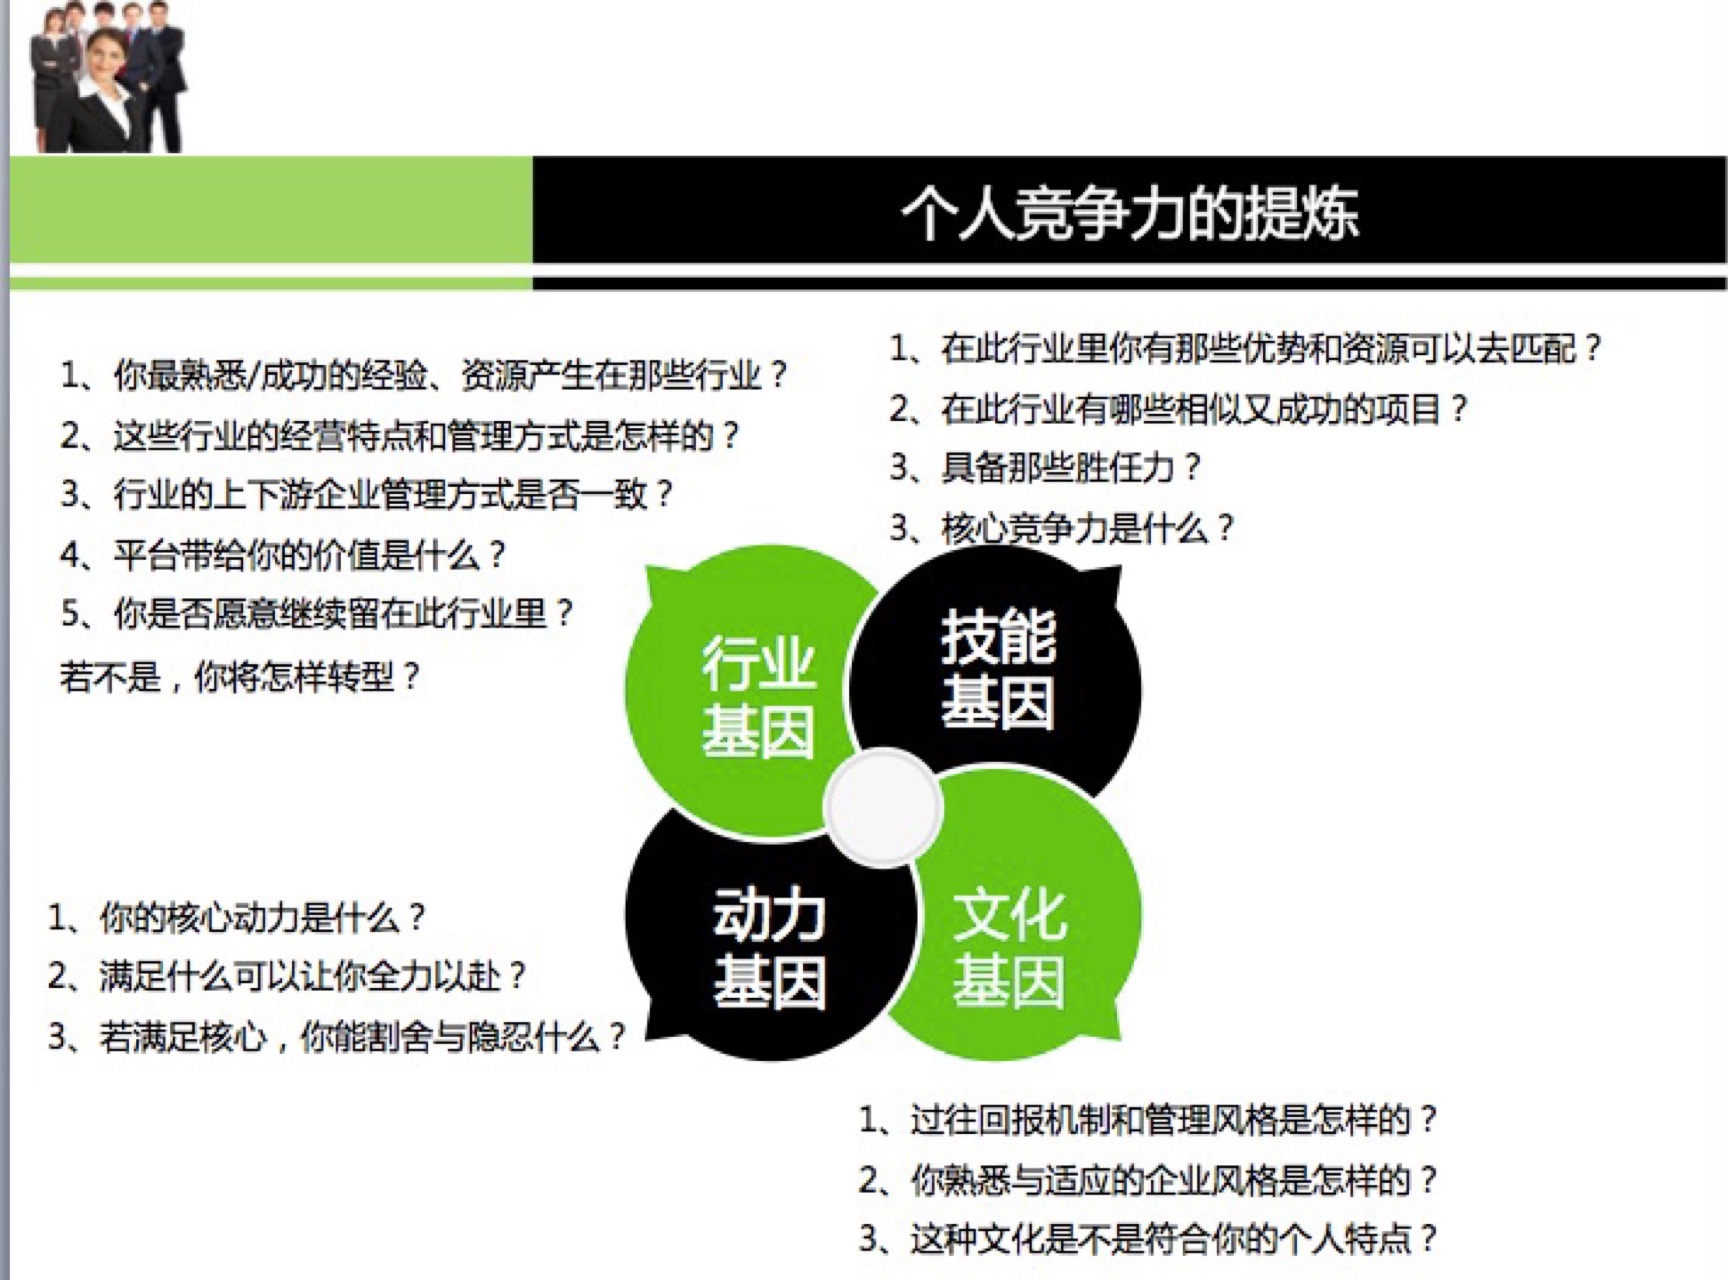 个人竞争力的提炼
1、你最熟悉/成功的经验、资源产生在那些行业？
2、这些行业的经营特点和管理方式是怎样的？
3、行业的上下游企业管理方式是否一致？
4、平台带给你的价值是什么？
5、你是否愿意继续留在此行业里？
若不是，你将怎样转型？
1、在此行业里你有那些优势和资源可以去匹配？
2、在此行业有哪些相似又成功的项目？
3、具备那些胜任力？
3、核心竞争力是什么？
行业
基因
技能
基因
动力
基因
文化
基因
1、你的核心动力是什么？
2、满足什么可以让你全力以赴？
3、若满足核心，你能割舍与隐忍什么？
1、过往回报机制和管理风格是怎样的？
2、你熟悉与适应的企业风格是怎样的？
3、这种文化是不是符合你的个人特点？